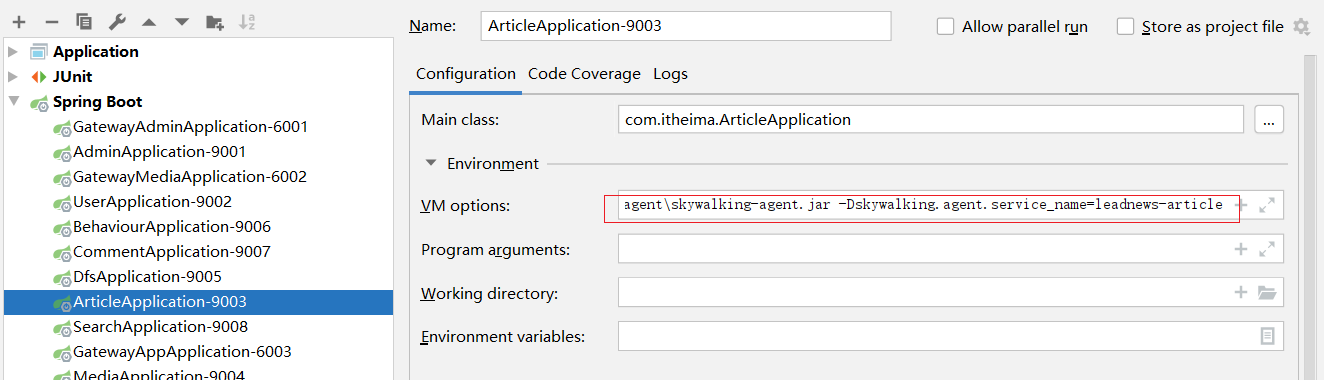 Name: ArticleApplication-9003 Allow parallel run Store as project file
Application
JUnit
Spring Boot
GatewayAdminApplication-6001
AdminApplication-9001
GatewayMediaApplication-6002
UserApplication-9002
BehaviourApplication-9006
CommentApplication-9007
DfsApplication-9005
ArticleApplication-9003
SearchApplication-9008
GatewayAppApplication-6003
MediaApplication-9004
Configuration Code Coverage Logs
Main class: com.itheima.ArticleApplication ...
Environment
VM options: agent\skywalking-agent.jar -Dskywalking.agent.service_name=leadnews-article
Program arguments:
Working directory:
Environment variables: